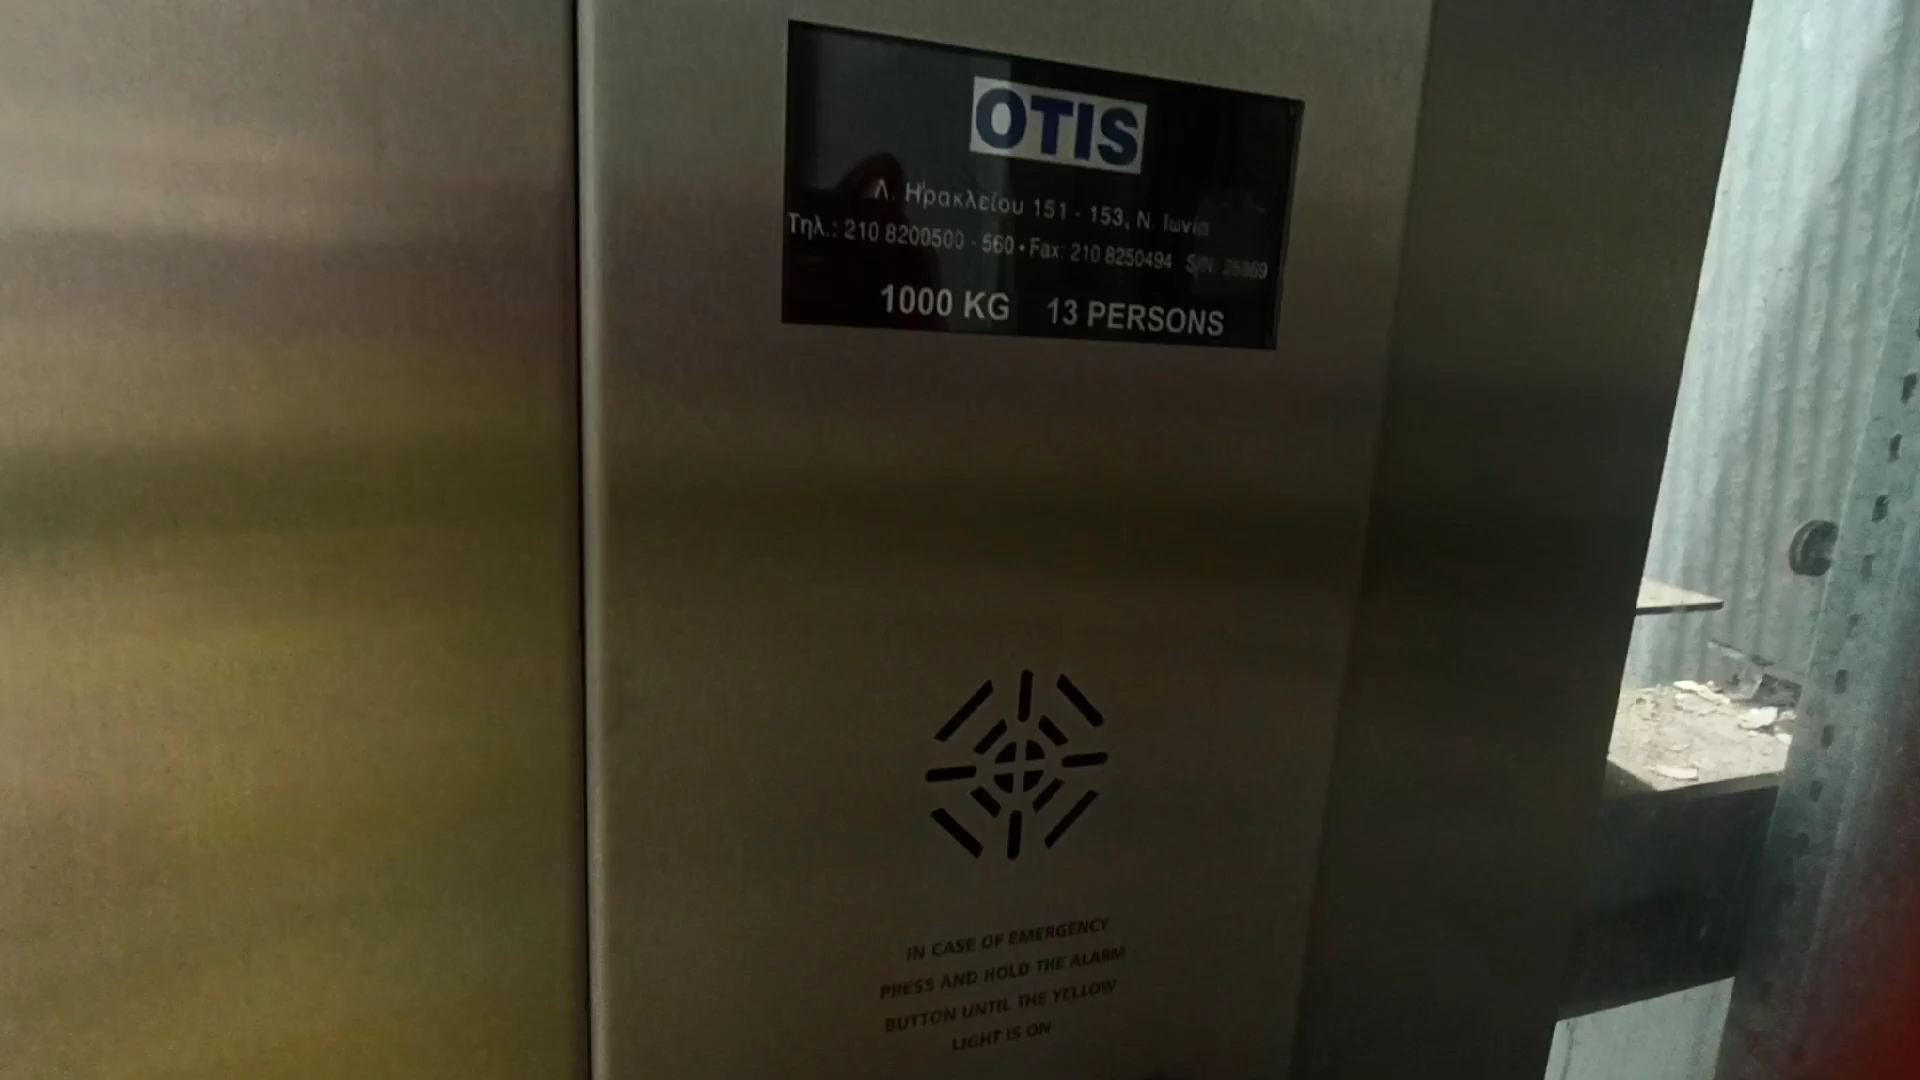 OTIS
Λ. Ηρακλείου 151 - 153, Ν. Ιωνία
Τηλ.: 210 8200500 - 560 • Fax: 210 8250494 S/N:
1000 KG 13 PERSONS
IN CASE OF EMERGENCY
PRESS AND HOLD THE ALARM
BUTTON UNTIL THE YELLOW
LIGHT IS ON